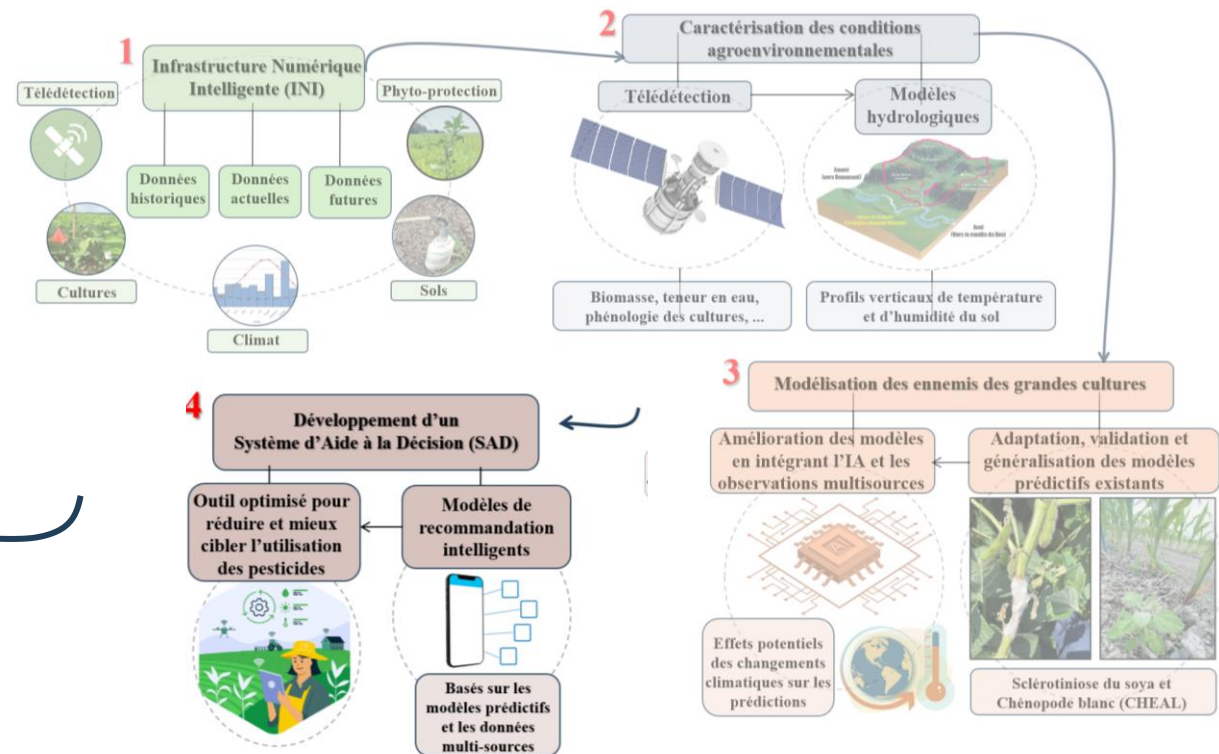 1
Infrastructure Numérique
Intelligente (INI)
Télédétection
Phyto-protection
Données
historiques
Données
actuelles
Données
futures
Cultures
Climat
Sols
2
Caractérisation des conditions
agroenvironnementales
Télédétection
Modèles
hydrologiques
Biomasse, teneur en eau,
phénologie des cultures, ...
Profils verticaux de température
et d'humidité du sol
3
Modélisation des ennemis des grandes cultures
Amélioration des modèles
en intégrant l'IA et les
observations multisources
Adaptation, validation et
généralisation des modèles
prédictifs existants
AI
Effets potentiels
des changements
climatiques sur les
prédictions
Sclérotiniose du soya et
Chénopode blanc (CHEAL)
4
Développement d'un
Système d'Aide à la Décision (SAD)
Outil optimisé pour
réduire et mieux
cibler l'utilisation
des pesticides
Modèles de
recommandation
intelligents
Basés sur les
modèles prédictifs
et les données
multi-sources